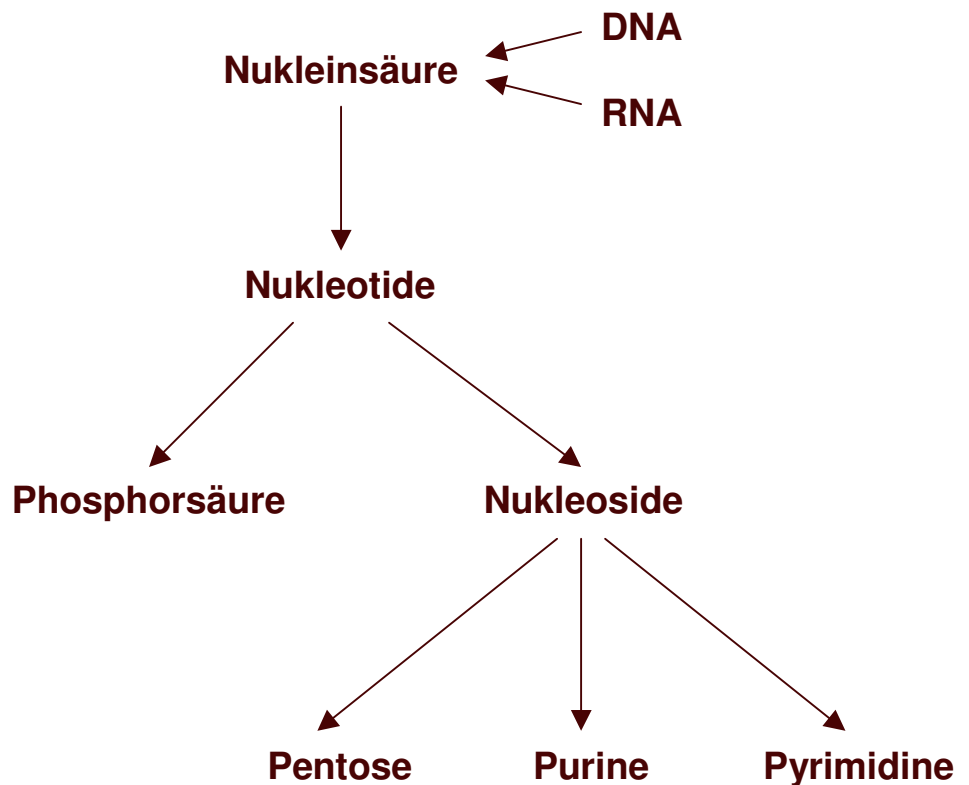 DNA
Nukleinsäure
RNA
Nukleotide
Phosphorsäure
Nukleoside
Pentose
Purine
Pyrimidine